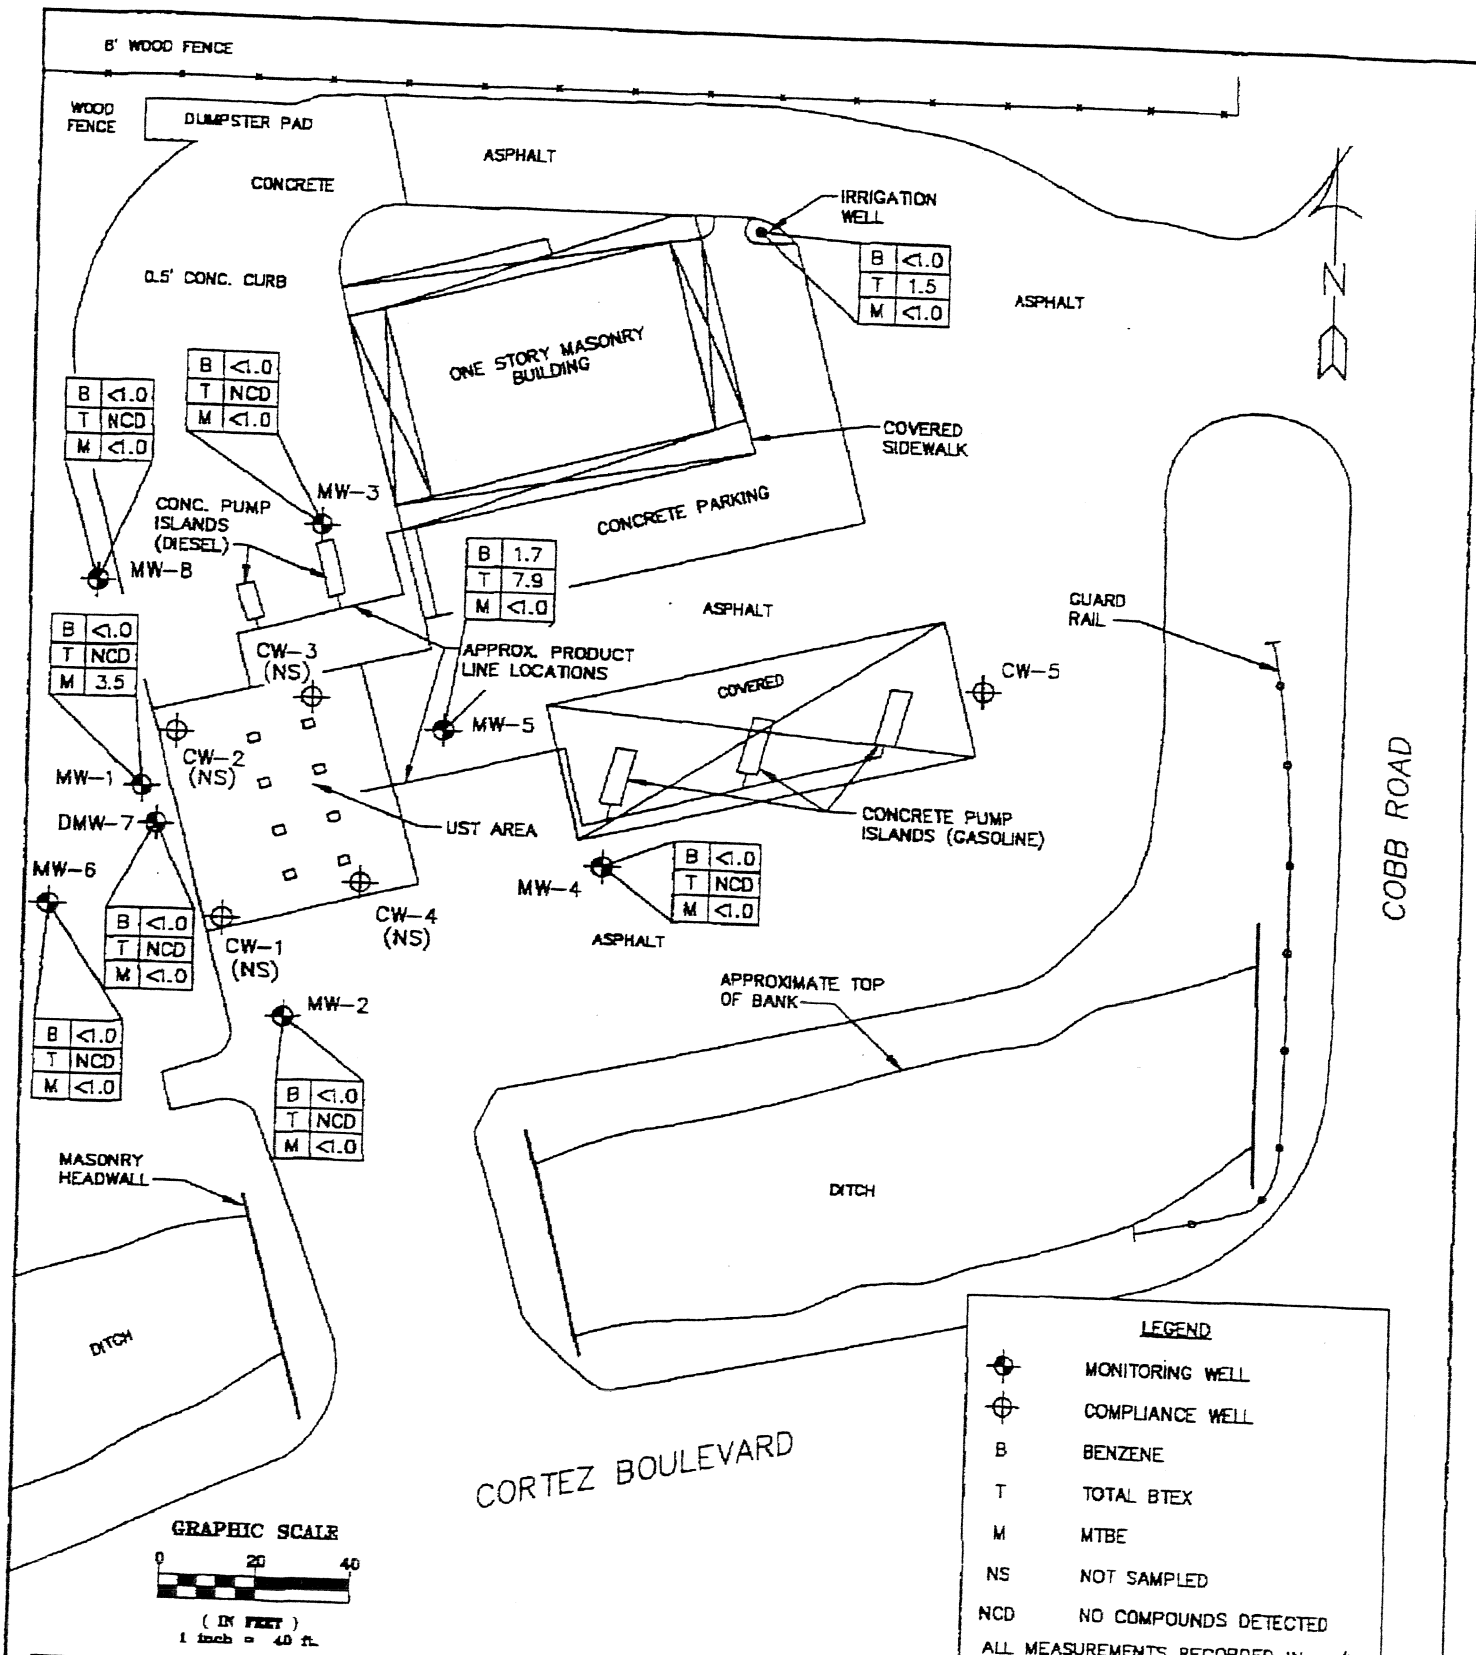 6' WOOD FENCE
WOOD
FENCE
DUMPSTER PAD
ASPHALT
CONCRETE
IRRIGATION
WELL
B <1.0
T 1.5
M <1.0
0.5' CONC. CURB
ASPHALT
N
ONE STORY MASONRY
BUILDING
B <1.0
T NCD
M <1.0
B <1.0
T NCD
M <1.0
COVERED
SIDEWALK
MW-3
CONC. PUMP
ISLANDS
(DIESEL)
CONCRETE PARKING
MW-8
B 1.7
T 7.9
M <1.0
ASPHALT
GUARD
RAIL
B <1.0
T NCD
M 3.5
CW-3
(NS)
APPROX. PRODUCT
LINE LOCATIONS
COVERED
CW-5
MW-5
CW-2
(NS)
MW-1
DMW-7
UST AREA
CONCRETE PUMP
ISLANDS (GASOLINE)
COBB ROAD
MW-6
MW-4
B <1.0
T NCD
M <1.0
B <1.0
T NCD
M <1.0
CW-4
(NS)
CW-1
(NS)
ASPHALT
APPROXIMATE TOP
OF BANK
MW-2
B <1.0
T NCD
M <1.0
B <1.0
T NCD
M <1.0
MASONRY
HEADWALL
DITCH
DITCH
CORTEZ BOULEVARD
GRAPHIC SCALE
0 20 40
( IN FEET )
1 inch = 40 ft.
LEGEND
MONITORING WELL
COMPLIANCE WELL
B BENZENE
T TOTAL BTEX
M MTBE
NS NOT SAMPLED
NCD NO COMPOUNDS DETECTED
ALL MEASUREMENTS RECORDED IN